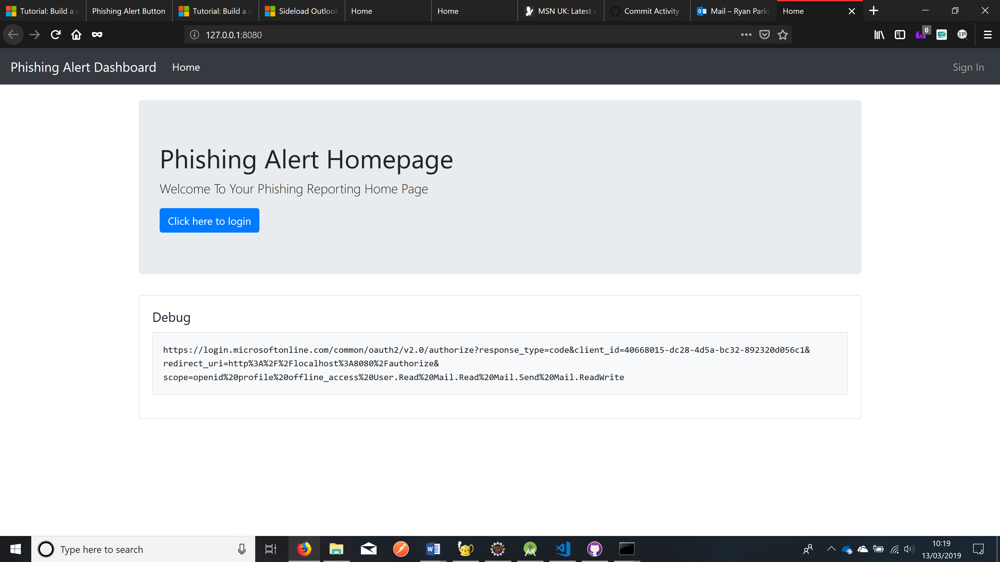 Tutorial: Build a n
Phishing Alert Button
Tutorial: Build a n
Sideload Outlook
Home
Home
MSN UK: Latest n
Commit Activity
Mail – Ryan Parki
Home
127.0.0.1:8080
0
Phishing Alert Dashboard
Home
Sign In
Phishing Alert Homepage
Welcome To Your Phishing Reporting Home Page
Click here to login
Debug
https://login.microsoftonline.com/common/oauth2/v2.0/authorize?response_type=code&client_id=40668015-dc28-4d5a-bc32-892320d056c1&
redirect_uri=http%3A%2F%2Flocalhost%3A8080%2Fauthorize&
scope=openid%20profile%20offline_access%20User.Read%20Mail.Read%20Mail.Send%20Mail.ReadWrite
Type here to search
Java EE
IDE
10:19
13/03/2019